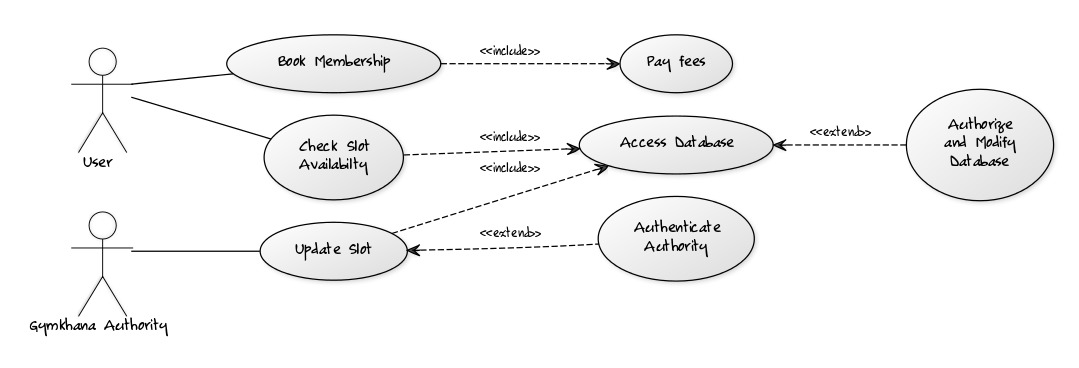 Book Membership
<<include>>
Pay fees
User
Check Slot
Availabilty
<<include>>
<<include>>
Access Database
<<extend>>
Authorize
and Modify
Database
Gymkhana Authority
Update Slot
<<extend>>
Authenticate
Authority